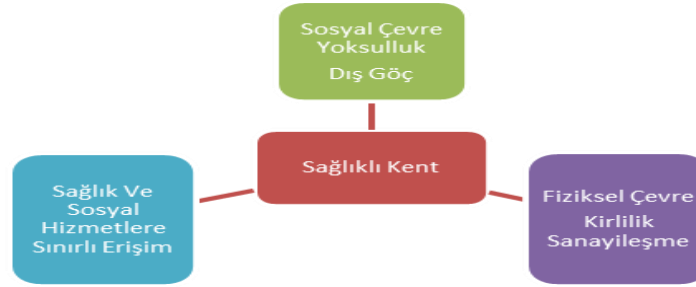 Sosyal Çevre
Yoksulluk
Dış Göç
Sağlıklı Kent
Sağlık Ve
Sosyal
Hizmetlere
Sınırlı Erişim
Fiziksel Çevre
Kirlilik
Sanayileşme